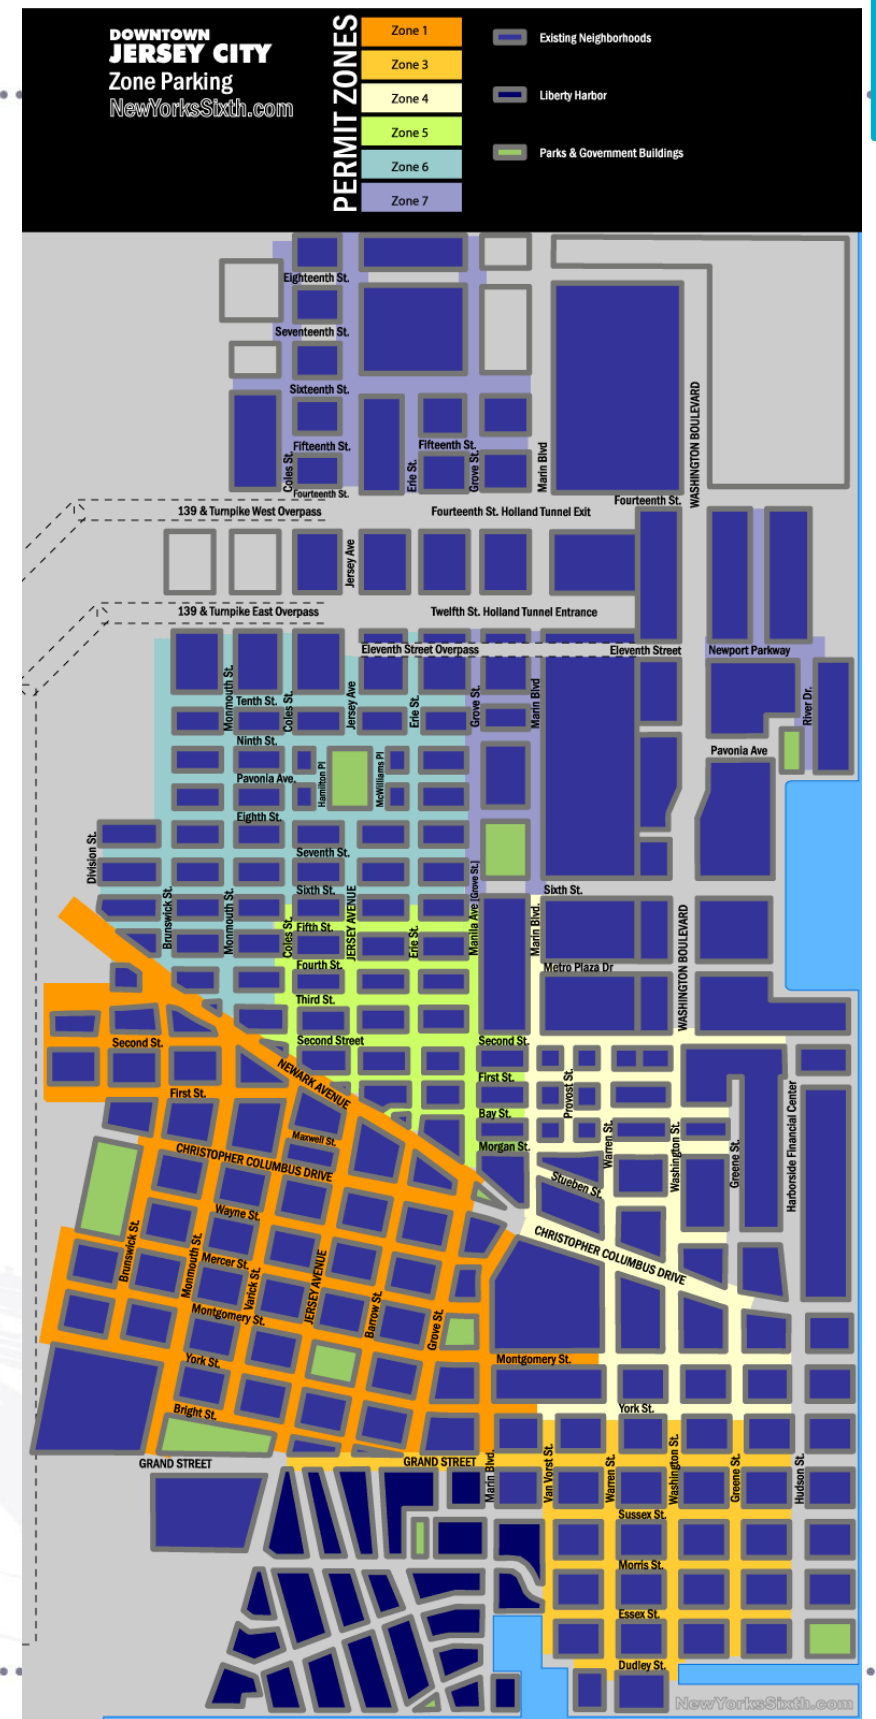 DOWNTOWN
JERSEY CITY
Zone Parking
NewYorksSixth.com
PERMIT ZONES
Zone 1
Zone 3
Zone 4
Zone 5
Zone 6
Zone 7
Existing Neighborhoods
Liberty Harbor
Parks & Government Buildings
Eighteenth St.
Seventeenth St.
Sixteenth St.
Fifteenth St.
Fifteenth St.
Coles St.
Erie St.
Grove St.
Marin Blvd
WASHINGTON BOULEVARD
Fourteenth St.
Fourteenth St.
139 & Turnpike West Overpass
Fourteenth St. Holland Tunnel Exit
Jersey Ave
139 & Turnpike East Overpass
Twelfth St. Holland Tunnel Entrance
Eleventh Street Overpass
Eleventh Street
Newport Parkway
Monmouth St.
Tenth St.
Coles St.
Jersey Ave
Erie St.
Grove St.
Marin Blvd
River Dr.
Ninth St.
Pavonia Ave
Pavonia Ave.
Hamilton Pl
McWilliams Pl
Eighth St.
Division St.
Seventh St.
Sixth St.
Sixth St.
Brunswick St.
Monmouth St.
Coles St.
JERSEY AVENUE
Erie St.
Manila Ave [Grove St.]
Marin Blvd.
WASHINGTON BOULEVARD
Fifth St.
Fourth St.
Metro Plaza Dr
Third St.
Second St.
Second Street
Second St.
NEWARK AVENUE
First St.
First St.
Provost St.
Bay St.
Harborside Financial Center
Maxwell St.
Morgan St.
Warren St.
Washington St.
Greene St.
CHRISTOPHER COLUMBUS DRIVE
Stueben St.
Wayne St.
CHRISTOPHER COLUMBUS DRIVE
Brunswick St.
Monmouth St.
Mercer St.
Varick St.
JERSEY AVENUE
Barrow St.
Grove St.
Montgomery St.
Montgomery St.
York St.
York St.
Bright St.
GRAND STREET
GRAND STREET
Marin Blvd.
Van Vorst St.
Warren St.
Washington St.
Greene St.
Hudson St.
Sussex St.
Morris St.
Essex St.
Dudley St.
NewYorksSixth.com